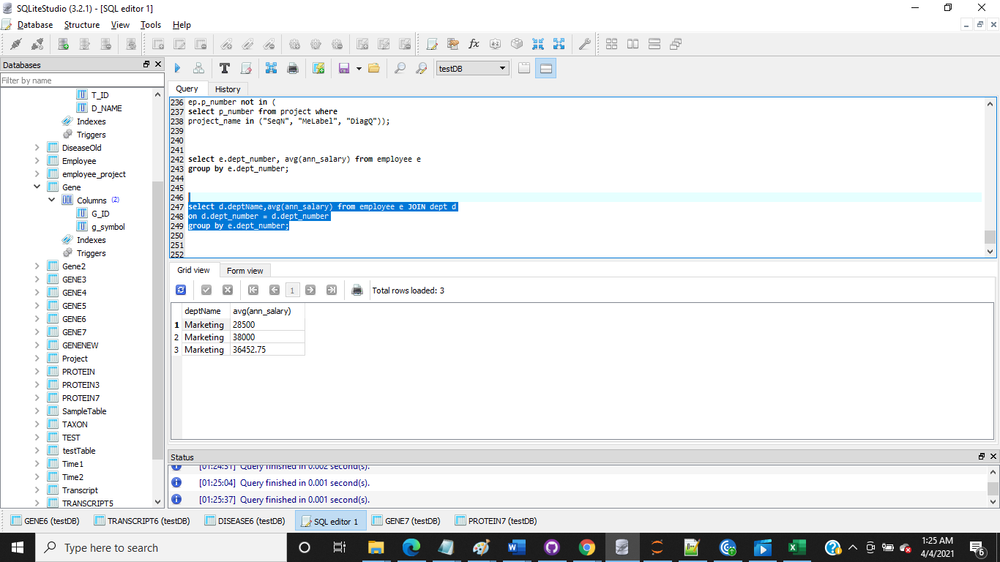 SQLiteStudio (3.2.1) - [SQL editor 1]
Database Structure View Tools Help
Databases
Filter by name
T_ID
D_NAME
Indexes
Triggers
DiseaseOld
Employee
employee_project
Gene
Columns (2)
G_ID
g_symbol
Indexes
Triggers
Gene2
GENE3
GENE4
GENE5
GENE6
GENE7
GENENEW
Project
PROTEIN
PROTEIN3
PROTEIN7
SampleTable
TAXON
TEST
testTable
Time1
Time2
Transcript
TRANSCRIPT5
testDB
Query History
236 ep.p_number not in (
237 select p_number from project where
238 project_name in ("SeqN", "MeLabel", "DiagQ"));
239
240
241
242 select e.dept_number, avg(ann_salary) from employee e
243 group by e.dept_number;
244
245
246
247 select d.deptName,avg(ann_salary) from employee e JOIN dept d
248 on d.dept_number = d.dept_number
249 group by e.dept_number;
250
251
252
Grid view Form view
1 Total rows loaded: 3
deptName avg(ann_salary)
1 Marketing 28500
2 Marketing 38000
3 Marketing 36452.75
Status
[01:24:51] Query finished in 0.002 second(s).
[01:25:04] Query finished in 0.001 second(s).
[01:25:37] Query finished in 0.001 second(s).
GENE6 (testDB) TRANSCRIPT6 (testDB) DISEASE6 (testDB) SQL editor 1 GENE7 (testDB) PROTEIN7 (testDB)
Type here to search
1:25 AM
4/4/2021
6